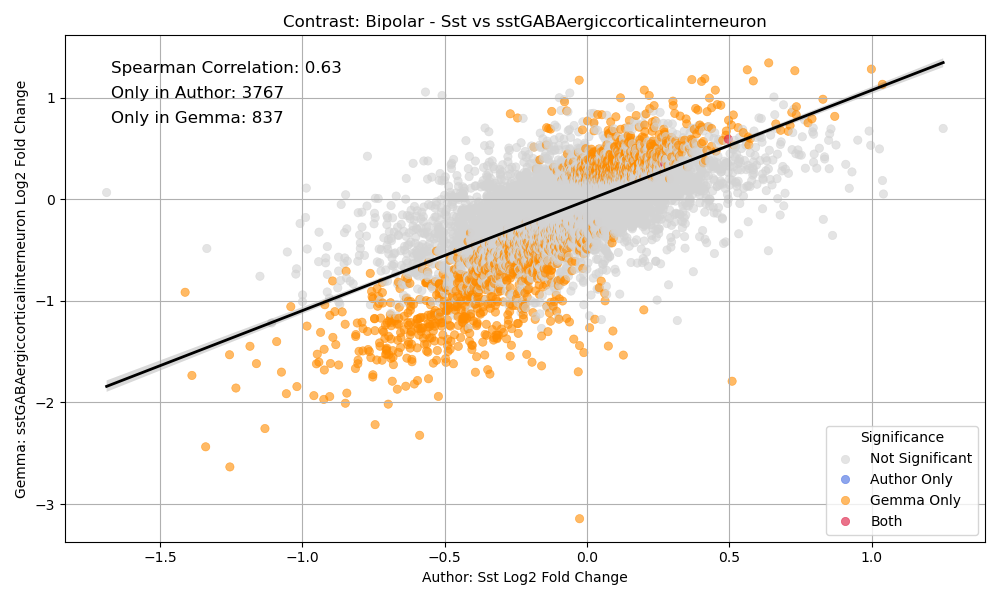 Contrast: Bipolar - Sst vs sstGABAergiccorticalinterneuron
Spearman Correlation: 0.63
Only in Author: 3767
Only in Gemma: 837
Gemma: sstGABAergiccorticalinterneuron Log2 Fold Change
1
0
−1
−2
−3
Significance
Not Significant
Author Only
Gemma Only
Both
−1.5
−1.0
−0.5
0.0
0.5
1.0
Author: Sst Log2 Fold Change